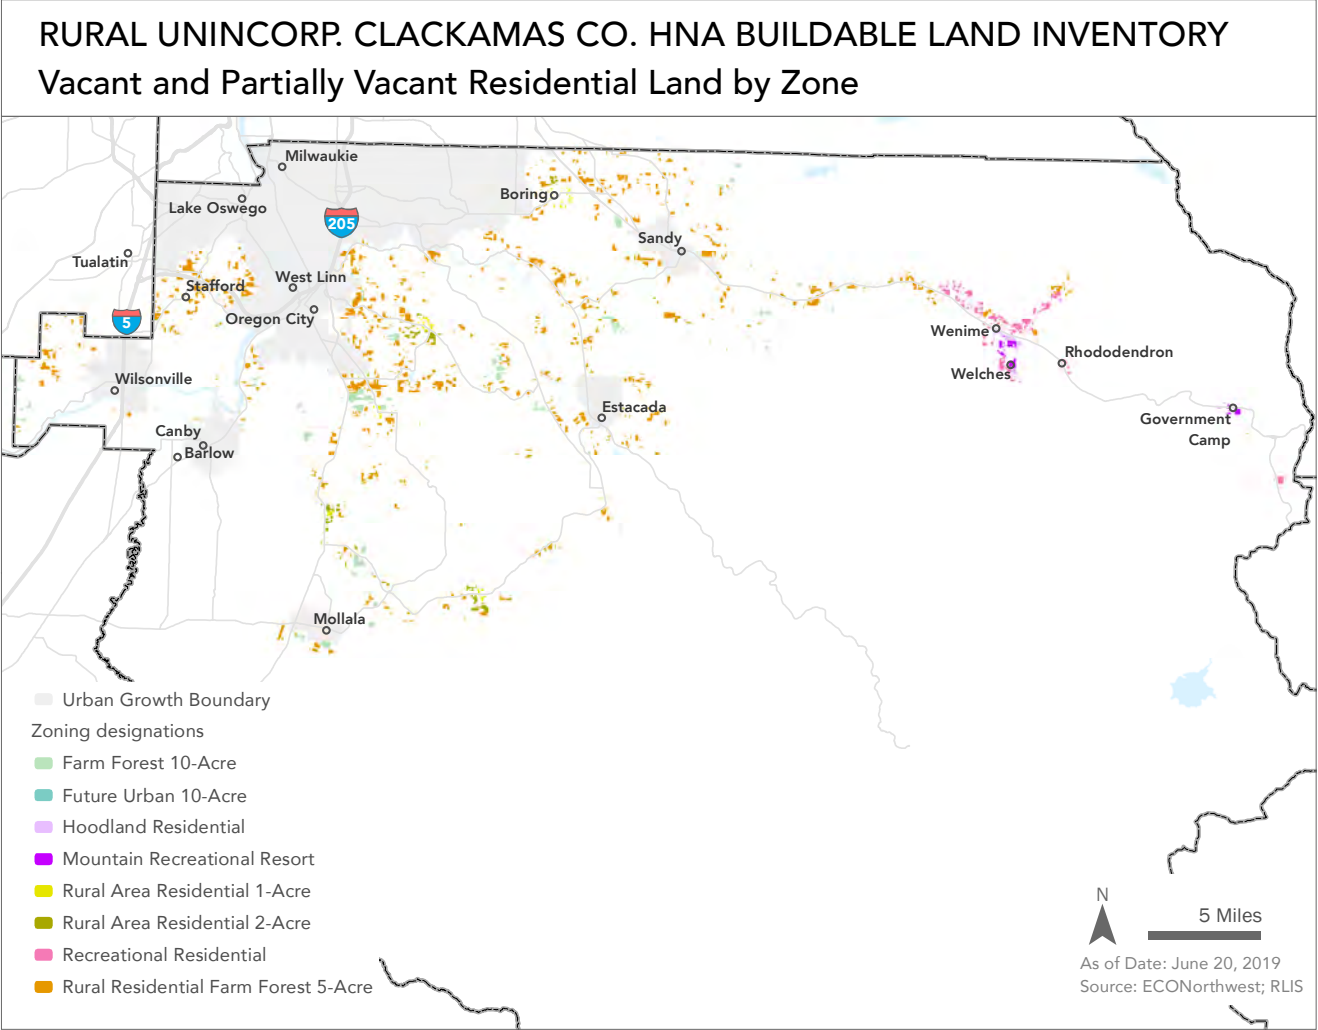 RURAL UNINCORP. CLACKAMAS CO. HNA BUILDABLE LAND INVENTORY
Vacant and Partially Vacant Residential Land by Zone
Milwaukie
Boring
Lake Oswego
205
Sandy
Tualatin
West Linn
Stafford
Oregon City
5
Wenime
Rhododendron
Welches
Wilsonville
Estacada
Government
Camp
Canby
Barlow
Mollala
Urban Growth Boundary
Zoning designations
Farm Forest 10-Acre
Future Urban 10-Acre
Hoodland Residential
Mountain Recreational Resort
Rural Area Residential 1-Acre
Rural Area Residential 2-Acre
Recreational Residential
Rural Residential Farm Forest 5-Acre
N
5 Miles
As of Date: June 20, 2019
Source: ECONorthwest; RLIS